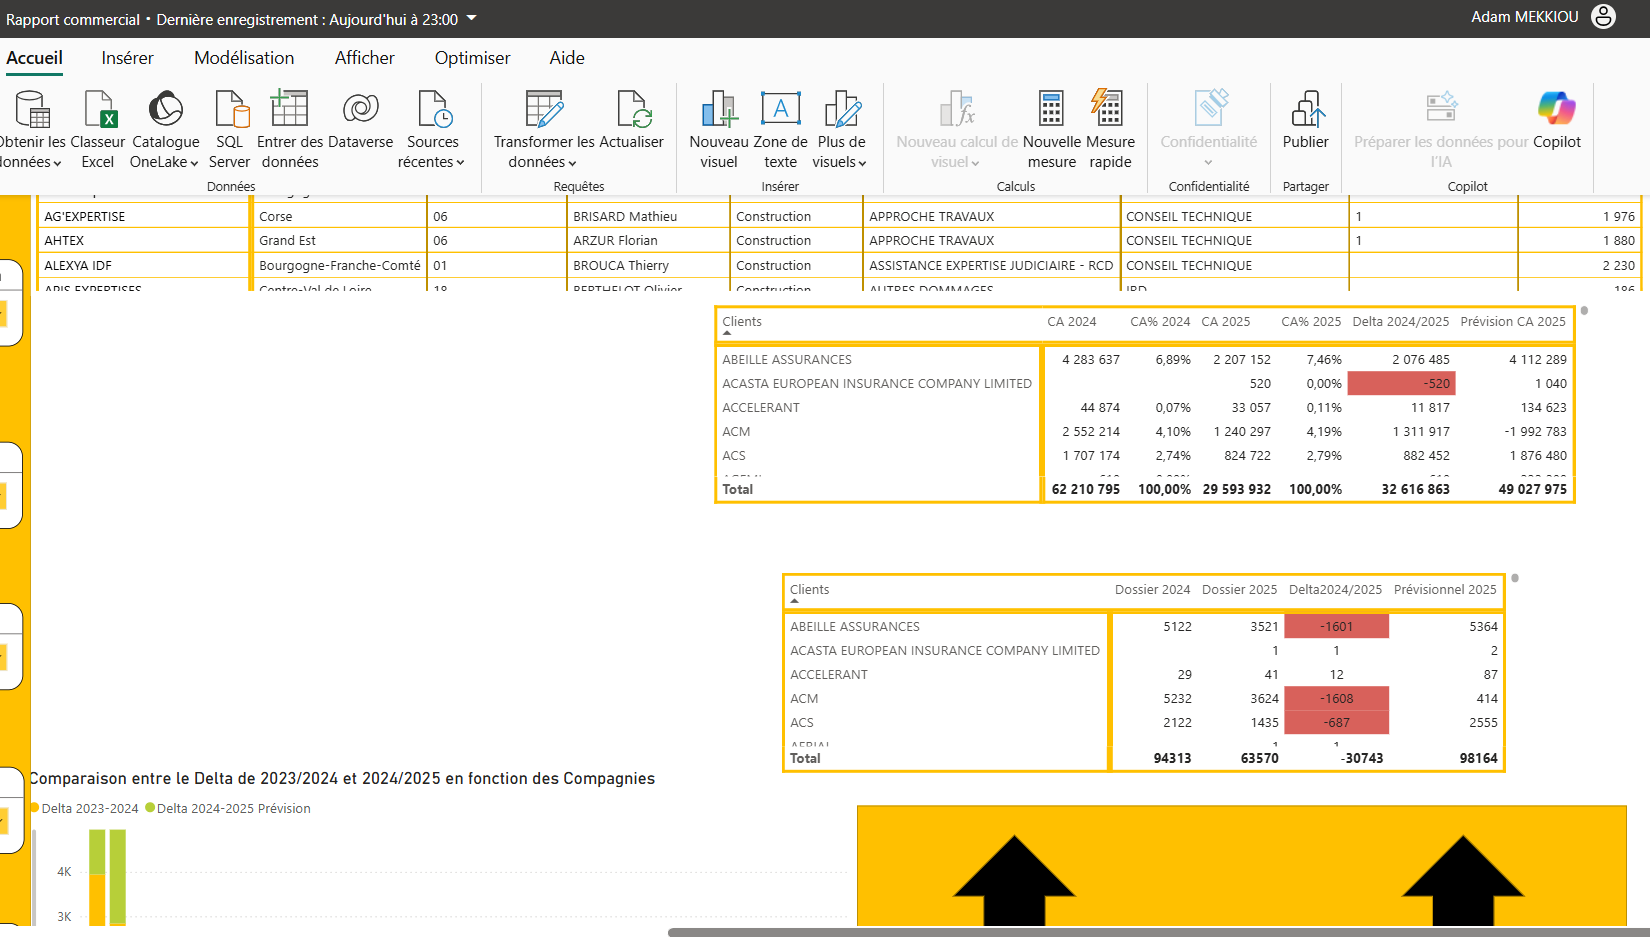 Rapport commercial • Dernière enregistrement : Aujourd'hui à 23:00
Adam MEKKIOU
Accueil Insérer Modélisation Afficher Optimiser Aide
Obtenir les données
Classeur Excel
Catalogue OneLake
SQL Server
Entrer des données
Dataverse
Sources récentes
Données
Transformer les données
Actualiser
Requêtes
Nouveau visuel
Zone de texte
Plus de visuels
Insérer
Nouveau calcul de visuel
Nouvelle mesure
Mesure rapide
Calculs
Confidentialité
Confidentialité
Publier
Partager
Préparer les données pour l'IA
Copilot
Copilot
AG'EXPERTISE Corse 06 BRISARD Mathieu Construction APPROCHE TRAVAUX CONSEIL TECHNIQUE 1 1 976
AHTEX Grand Est 06 ARZUR Florian Construction APPROCHE TRAVAUX CONSEIL TECHNIQUE 1 1 880
ALEXYA IDF Bourgogne-Franche-Comté 01 BROUCA Thierry Construction ASSISTANCE EXPERTISE JUDICIAIRE - RCD CONSEIL TECHNIQUE 2 230
Clients CA 2024 CA% 2024 CA 2025 CA% 2025 Delta 2024/2025 Prévision CA 2025
ABEILLE ASSURANCES 4 283 637 6,89% 2 207 152 7,46% 2 076 485 4 112 289
ACASTA EUROPEAN INSURANCE COMPANY LIMITED 520 0,00% -520 1 040
ACCELERANT 44 874 0,07% 33 057 0,11% 11 817 134 623
ACM 2 552 214 4,10% 1 240 297 4,19% 1 311 917 -1 992 783
ACS 1 707 174 2,74% 824 722 2,79% 882 452 1 876 480
Total 62 210 795 100,00% 29 593 932 100,00% 32 616 863 49 027 975
Clients Dossier 2024 Dossier 2025 Delta2024/2025 Prévisionnel 2025
ABEILLE ASSURANCES 5122 3521 -1601 5364
ACASTA EUROPEAN INSURANCE COMPANY LIMITED 1 1 2
ACCELERANT 29 41 12 87
ACM 5232 3624 -1608 414
ACS 2122 1435 -687 2555
Total 94313 63570 -30743 98164
Comparaison entre le Delta de 2023/2024 et 2024/2025 en fonction des Compagnies
Delta 2023-2024 Delta 2024-2025 Prévision
4K
3K